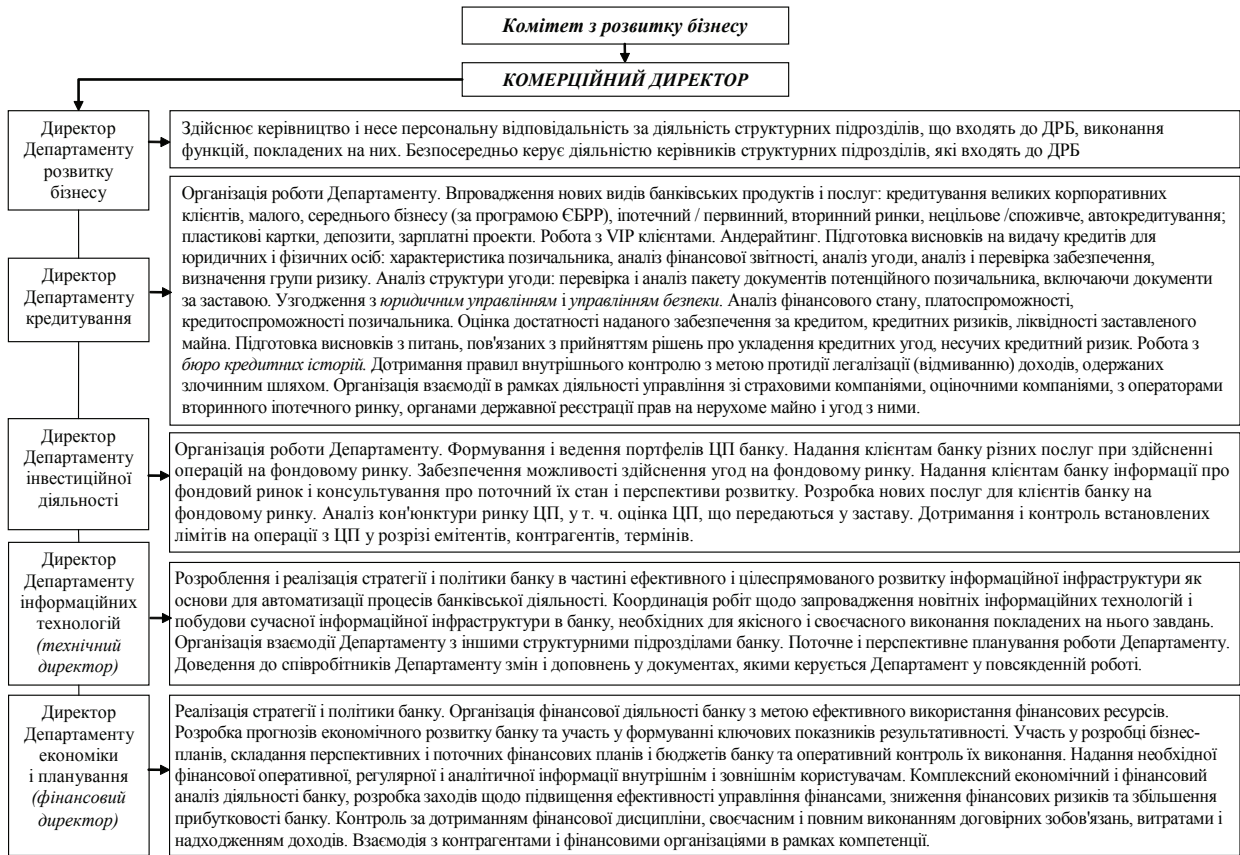 Комітет з розвитку бізнесу
КОМЕРЦІЙНИЙ ДИРЕКТОР
Директор
Департаменту
розвитку
бізнесу
Здійснює керівництво і несе персональну відповідальність за діяльність структурних підрозділів, що входять до ДРБ, виконання
функцій, покладених на них. Безпосередньо керує діяльністю керівників структурних підрозділів, які входять до ДРБ
Директор
Департаменту
кредитування
Організація роботи Департаменту. Впровадження нових видів банківських продуктів і послуг: кредитування великих корпоративних
клієнтів, малого, середнього бізнесу (за програмою ЄБРР), іпотечний / первинний, вторинний ринки, нецільове /споживче, автокредитування;
пластикові картки, депозити, зарплатні проекти. Робота з VIP клієнтами. Андерайтинг. Підготовка висновків на видачу кредитів для
юридичних і фізичних осіб: характеристика позичальника, аналіз фінансової звітності, аналіз угоди, аналіз і перевірка забезпечення,
визначення групи ризику. Аналіз структури угоди: перевірка і аналіз пакету документів потенційного позичальника, включаючи документи
за заставою. Узгодження з юридичним управлінням і управлінням безпеки. Аналіз фінансового стану, платоспроможності,
кредитоспроможності позичальника. Оцінка достатності наданого забезпечення за кредитом, кредитних ризиків, ліквідності заставленого
майна. Підготовка висновків з питань, пов'язаних з прийняттям рішень про укладення кредитних угод, несучих кредитний ризик. Робота з
бюро кредитних історій. Дотримання правил внутрішнього контролю з метою протидії легалізації (відмиванню) доходів, одержаних
злочинним шляхом. Організація взаємодії в рамках діяльності управління зі страховими компаніями, оціночними компаніями, з операторами
вторинного іпотечного ринку, органами державної реєстрації прав на нерухоме майно і угод з ними.
Директор
Департаменту
інвестиційної
діяльності
Організація роботи Департаменту. Формування і ведення портфелів ЦП банку. Надання клієнтам банку різних послуг при здійсненні
операцій на фондовому ринку. Забезпечення можливості здійснення угод на фондовому ринку. Надання клієнтам банку інформації про
фондовий ринок і консультування про поточний їх стан і перспективи розвитку. Розробка нових послуг для клієнтів банку на
фондовому ринку. Аналіз кон'юнктури ринку ЦП, у т. ч. оцінка ЦП, що передаються у заставу. Дотримання і контроль встановлених
лімітів на операції з ЦП у розрізі емітентів, контрагентів, термінів.
Директор
Департаменту
інформаційних
технологій
(технічний
директор)
Розроблення і реалізація стратегії і політики банку в частині ефективного і цілеспрямованого розвитку інформаційної інфраструктури як
основи для автоматизації процесів банківської діяльності. Координація робіт щодо запровадження новітніх інформаційних технологій і
побудови сучасної інформаційної інфраструктури в банку, необхідних для якісного і своєчасного виконання покладених на нього завдань.
Організація взаємодії Департаменту з іншими структурними підрозділами банку. Поточне і перспективне планування роботи Департаменту.
Доведення до співробітників Департаменту змін і доповнень у документах, якими керується Департамент у повсякденній роботі.
Директор
Департаменту
економіки
і планування
(фінансовий
директор)
Реалізація стратегії і політики банку. Організація фінансової діяльності банку з метою ефективного використання фінансових ресурсів.
Розробка прогнозів економічного розвитку банку та участь у формуванні ключових показників результативності. Участь у розробці бізнес-
планів, складання перспективних і поточних фінансових планів і бюджетів банку та оперативний контроль їх виконання. Надання необхідної
фінансової оперативної, регулярної і аналітичної інформації внутрішнім і зовнішнім користувачам. Комплексний економічний і фінансовий
аналіз діяльності банку, розробка заходів щодо підвищення ефективності управління фінансами, зниження фінансових ризиків та збільшення
прибутковості банку. Контроль за дотриманням фінансової дисципліни, своєчасним і повним виконанням договірних зобов'язань, витратами і
надходженням доходів. Взаємодія з контрагентами і фінансовими організаціями в рамках компетенції.